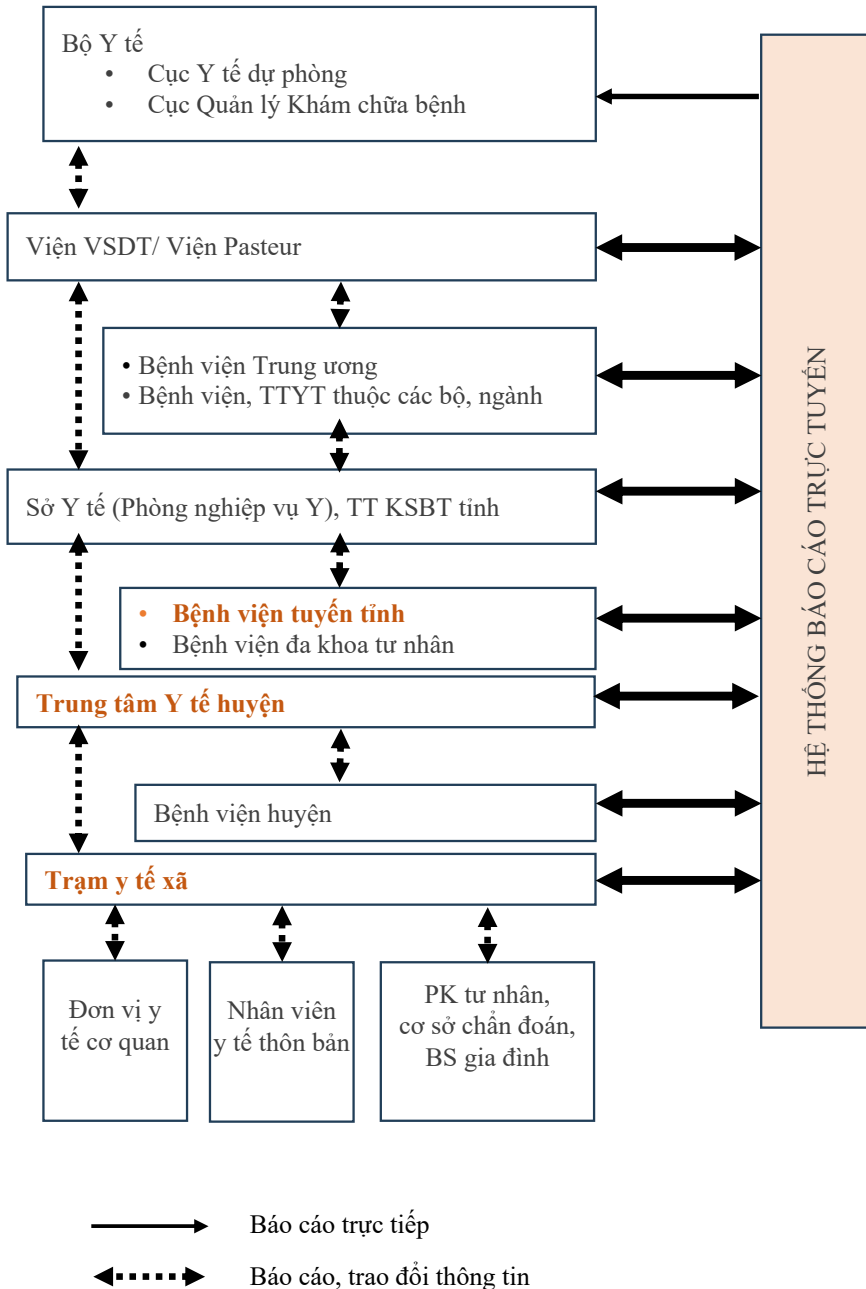 Bộ Y tế
• Cục Y tế dự phòng
• Cục Quản lý Khám chữa bệnh
Viện VSDT/ Viện Pasteur
• Bệnh viện Trung ương
• Bệnh viện, TTYT thuộc các bộ, ngành
Sở Y tế (Phòng nghiệp vụ Y), TT KSBT tỉnh
• Bệnh viện tuyến tỉnh
• Bệnh viện đa khoa tư nhân
Trung tâm Y tế huyện
Bệnh viện huyện
Trạm y tế xã
Đơn vị y
tế cơ quan
Nhân viên
y tế thôn bản
PK tư nhân,
cơ sở chẩn đoán,
BS gia đình
HỆ THỐNG BÁO CÁO TRỰC TUYẾN
Báo cáo trực tiếp
Báo cáo, trao đổi thông tin